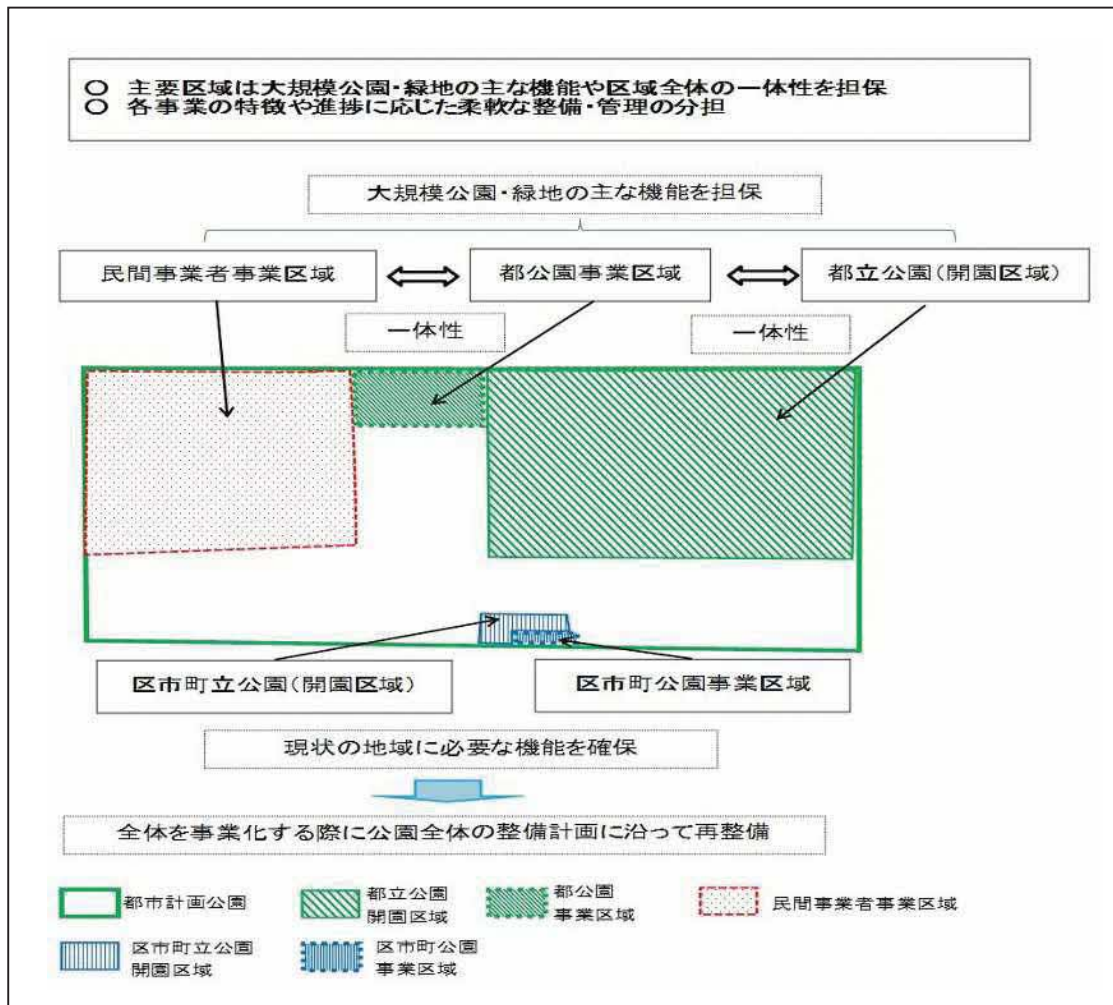 ○ 主要区域は大規模公園・緑地の主な機能や区域全体の一体性を担保
○ 各事業の特徴や進捗に応じた柔軟な整備・管理の分担
大規模公園・緑地の主な機能を担保
民間事業者事業区域
都公園事業区域
都立公園(開園区域)
一体性
一体性
区市町立公園(開園区域)
区市町公園事業区域
現状の地域に必要な機能を確保
全体を事業化する際に公園全体の整備計画に沿って再整備
都市計画公園
都立公園
開園区域
都公園
事業区域
民間事業者事業区域
区市町立公園
開園区域
区市町公園
事業区域